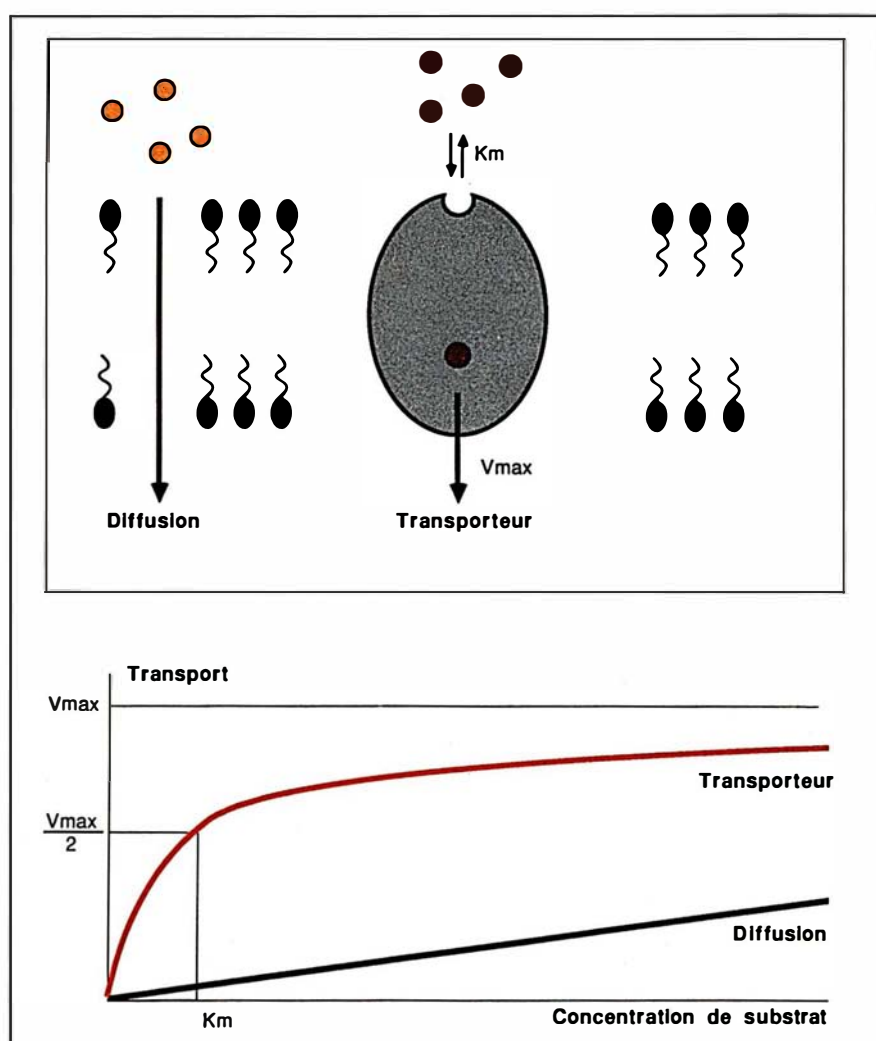 Km
Vmax
Diffusion
Transporteur
Transport
Vmax
Transporteur
Vmax
2
Diffusion
Km
Concentration de substrat